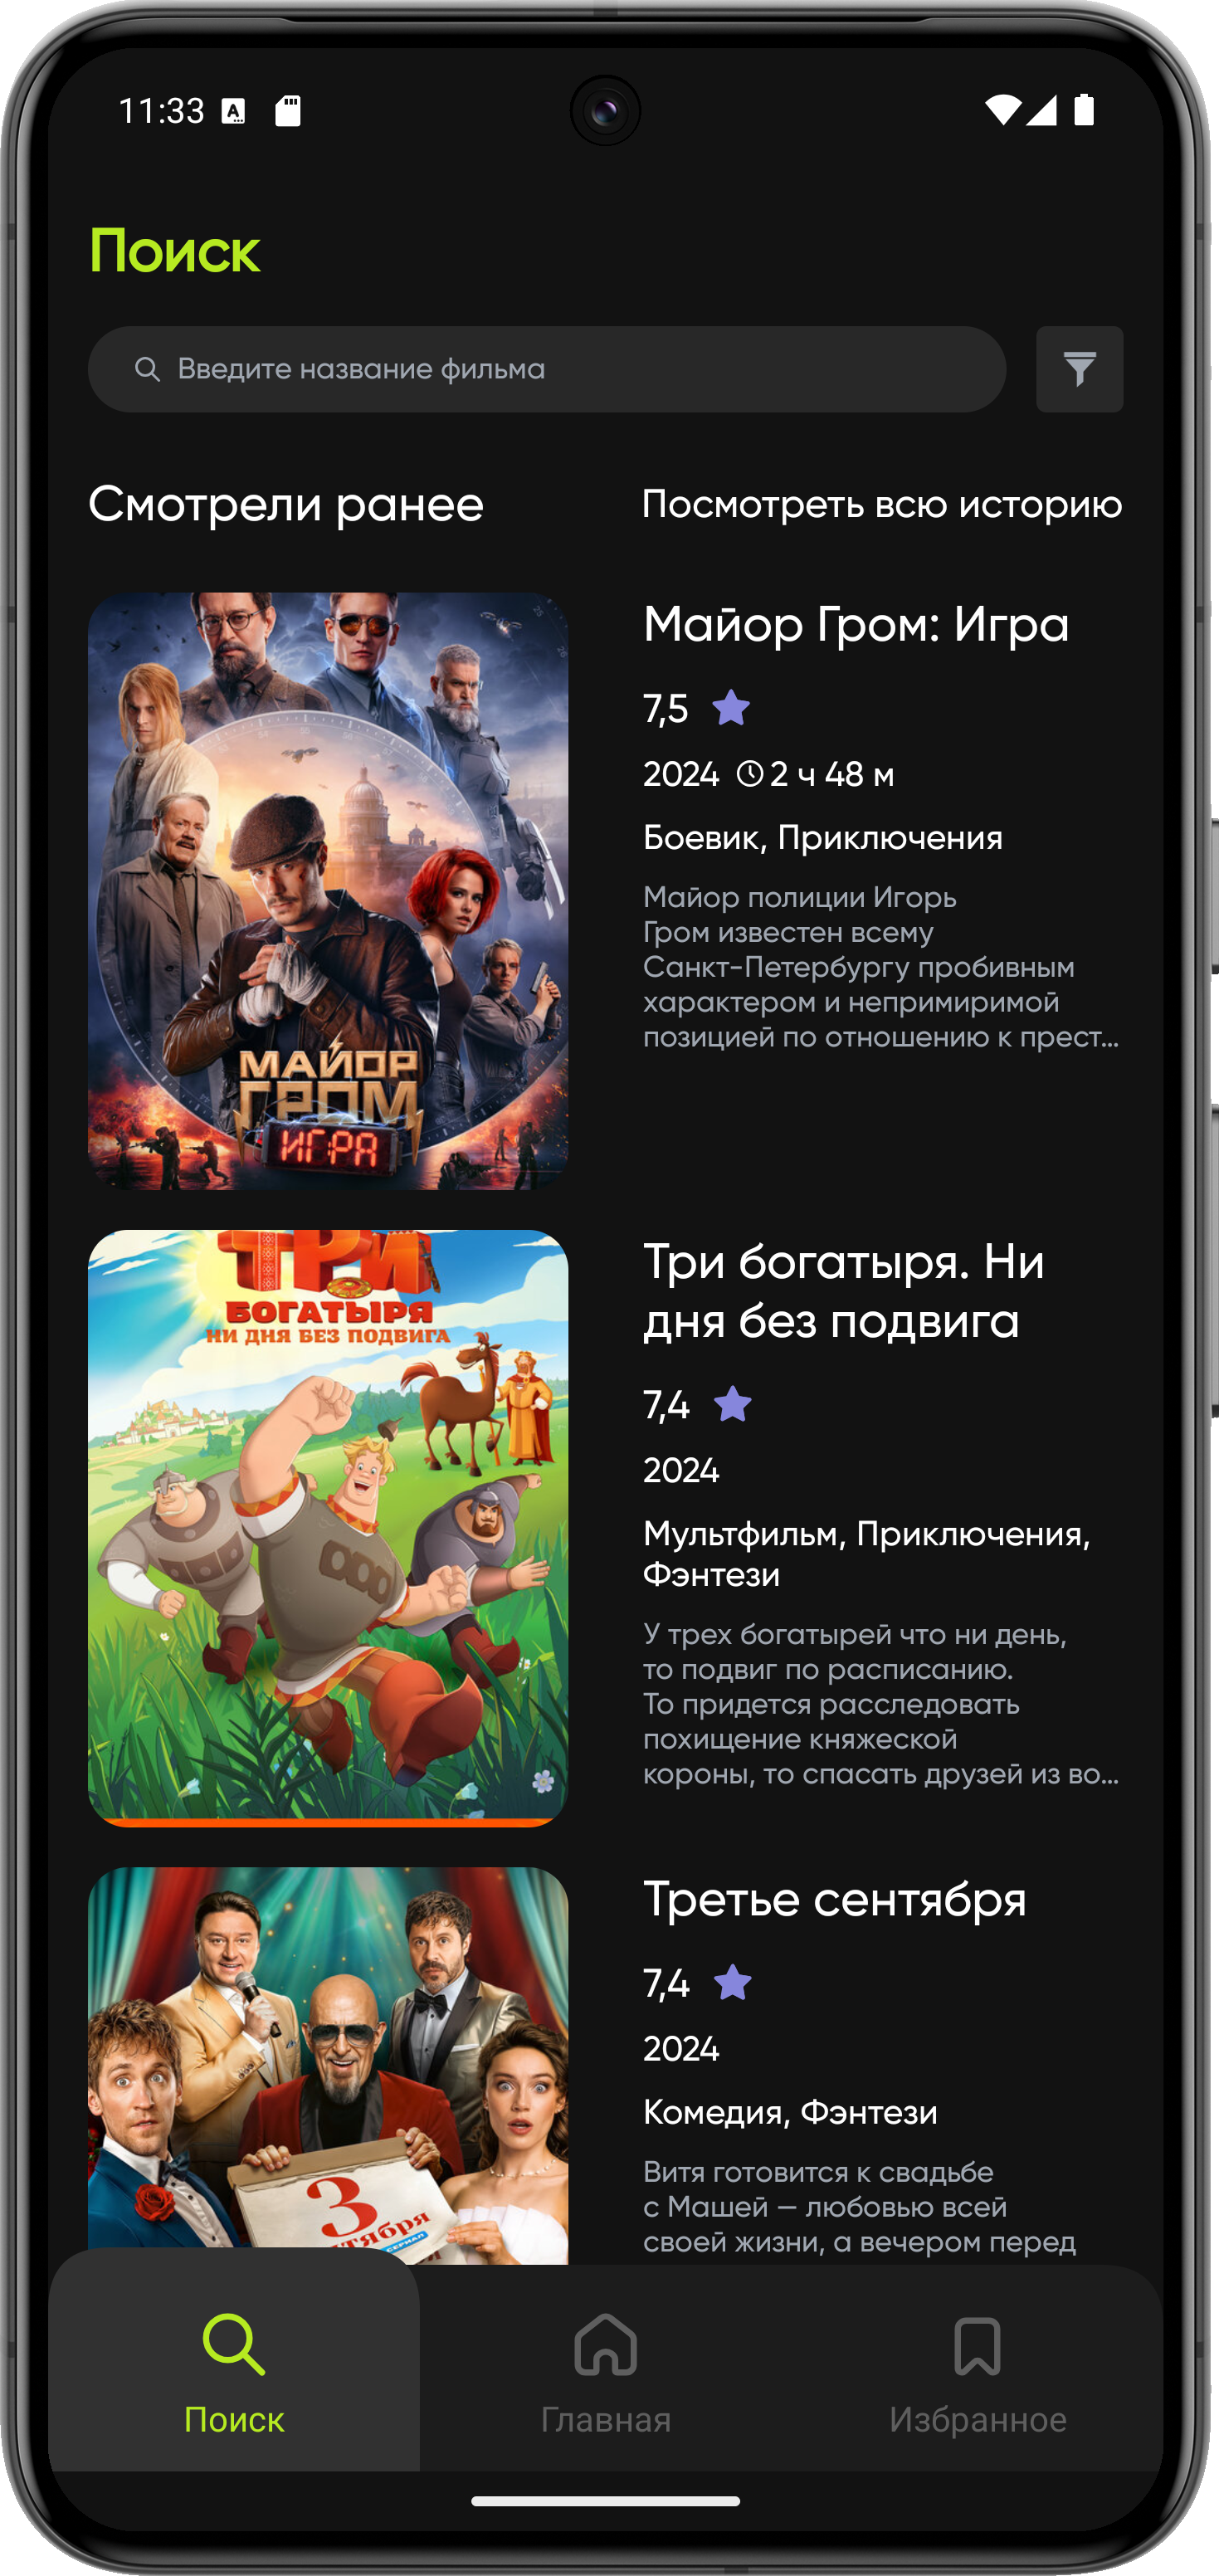 11:33
Поиск
Введите название фильма
Смотрели ранее
Посмотреть всю историю
МАЙОР
ГРОМ
ИГРА
Майор Гром: Игра
7,5
2024 2 ч 48 м
Боевик, Приключения
Майор полиции Игорь
Гром известен всему
Санкт-Петербургу пробивным
характером и непримиримой
позицией по отношению к прест...
ТРИ
БОГАТЫРЯ
НИ ДНЯ БЕЗ ПОДВИГА
Три богатыря. Ни
дня без подвига
7,4
2024
Мультфильм, Приключения,
Фэнтези
У трех богатырей что ни день,
то подвиг по расписанию.
То придется расследовать
похищение княжеской
короны, то спасать друзей из во...
3
Третье сентября
7,4
2024
Комедия, Фэнтези
Витя готовится к свадьбе
с Машей — любовью всей
своей жизни, а вечером перед
Поиск
Главная
Избранное